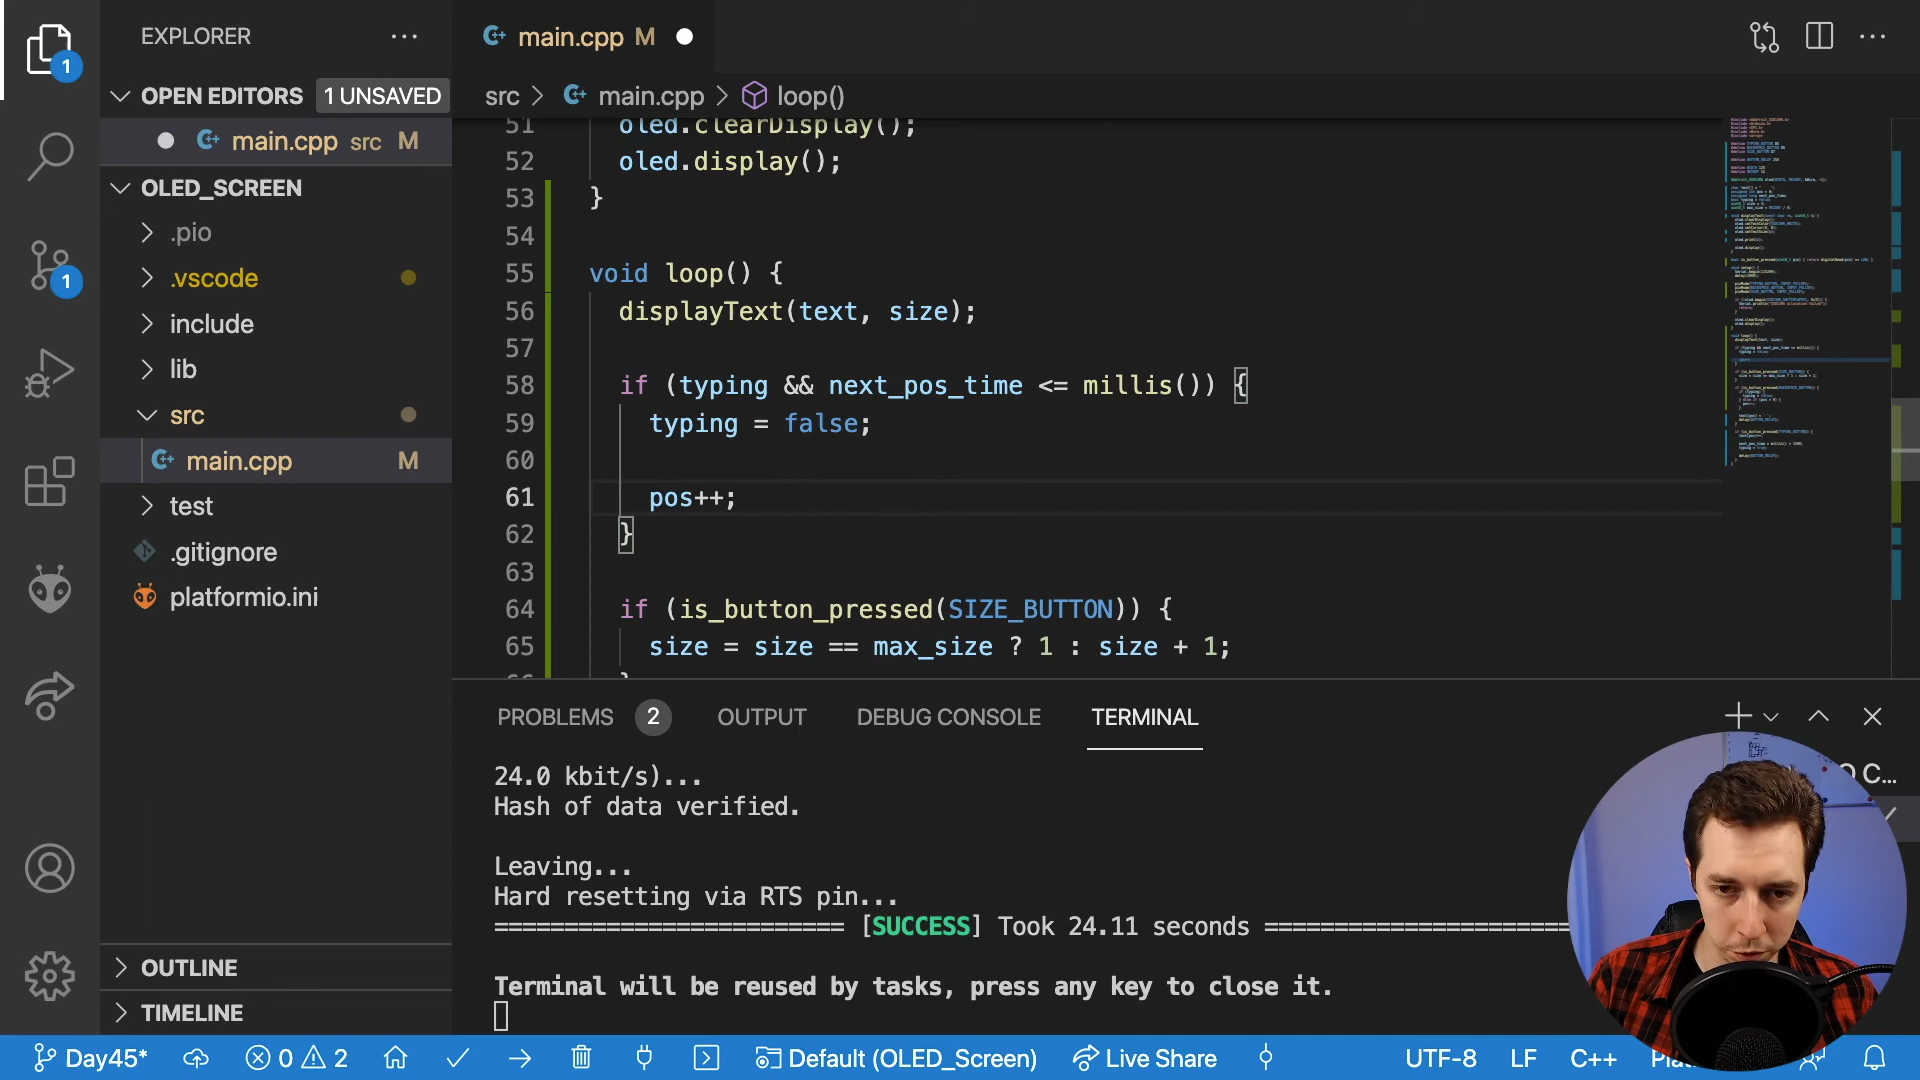 EXPLORER
main.cpp M
1
OPEN EDITORS 1 UNSAVED
src > main.cpp > loop()
main.cpp src M
51 oled.clearDisplay();
52 oled.display();
53 }
54
55 void loop() {
56 displayText(text, size);
57
58 if (typing && next_pos_time <= millis()) {
59 typing = false;
60
61 pos++;
62 }
63
64 if (is_button_pressed(SIZE_BUTTON)) {
65 size = size == max_size ? 1 : size + 1;
OLED_SCREEN
.pio
.vscode
1
include
lib
src
main.cpp M
test
.gitignore
platformio.ini
OUTLINE
TIMELINE
PROBLEMS 2 OUTPUT DEBUG CONSOLE TERMINAL
24.0 kbit/s)...
Hash of data verified.
Leaving...
Hard resetting via RTS pin...
========================= [SUCCESS] Took 24.11 seconds ======================
Terminal will be reused by tasks, press any key to close it.
Day45* 0 2 Default (OLED_Screen) Live Share UTF-8 LF C++